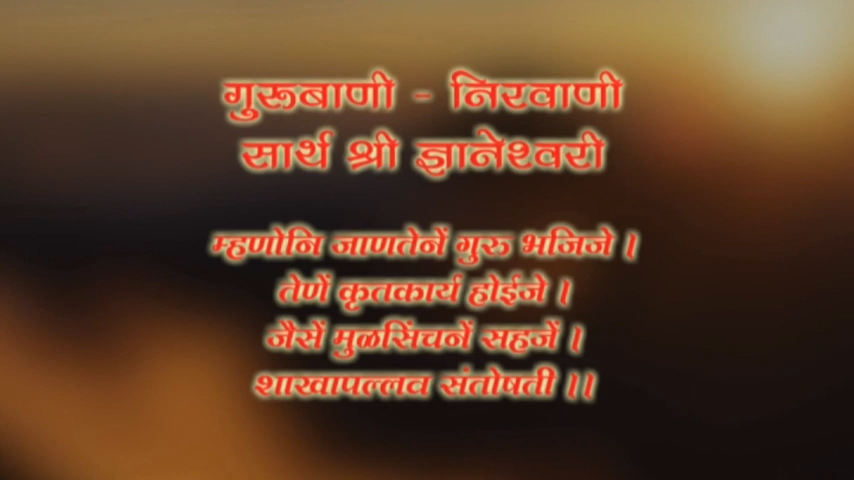 गुरूबाणी - निरवाणी
सार्थ श्री ज्ञानेश्वरी
म्हणोनि जाणतेनें गुरु भजिजे ।
तेणें कृतकार्य होईजे ।
जैसें मुळसिंचनें सहजें ।
शाखापल्लव संतोषती ।।